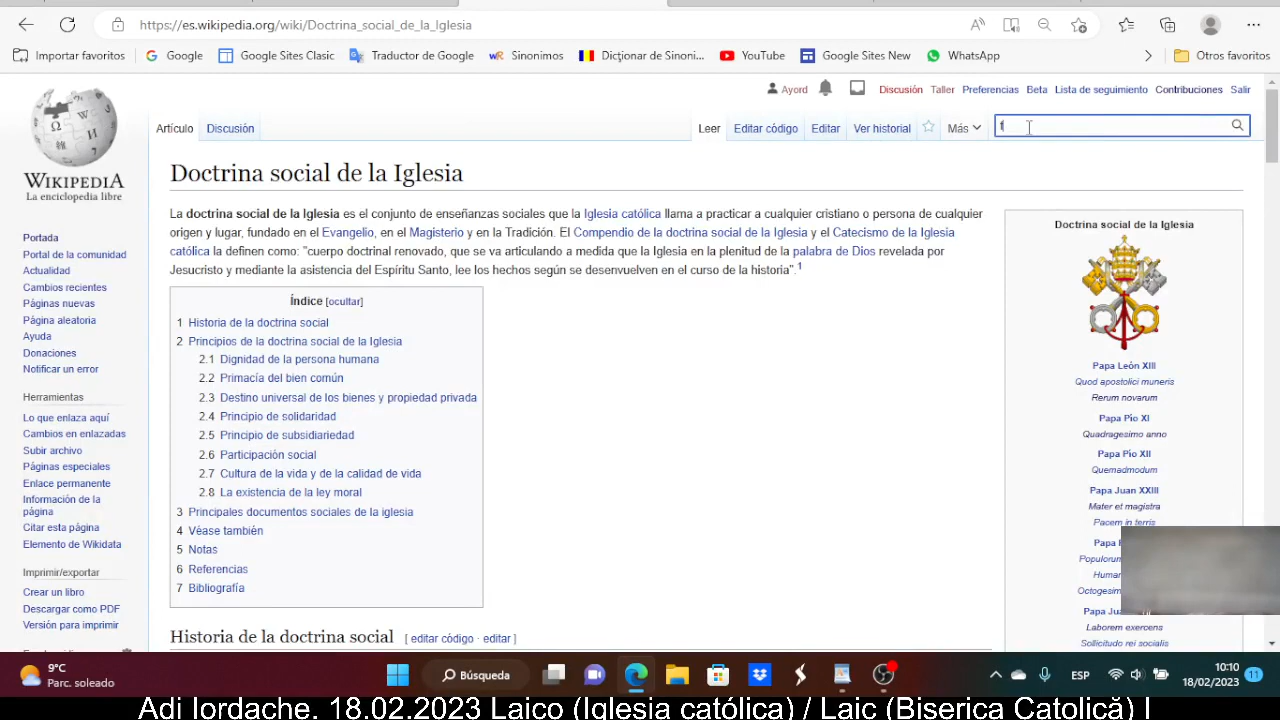 https://es.wikipedia.org/wiki/Doctrina_social_de_la_Iglesia
Importar favoritos
Google
Google Sites Clasic
Traductor de Google
wR Sinonimos
Dicționar de Sinoni...
YouTube
Google Sites New
WhatsApp
Otros favoritos
Ayord
Discusión
Taller
Preferencias
Beta
Lista de seguimiento
Contribuciones
Salir
Artículo
Discusión
Leer
Editar código
Editar
Ver historial
Más
WIKIPEDIA
La enciclopedia libre
Portada
Portal de la comunidad
Actualidad
Cambios recientes
Páginas nuevas
Página aleatoria
Ayuda
Donaciones
Notificar un error
Herramientas
Lo que enlaza aquí
Cambios en enlazadas
Subir archivo
Páginas especiales
Enlace permanente
Información de la
página
Citar esta página
Elemento de Wikidata
Imprimir/exportar
Crear un libro
Descargar como PDF
Versión para imprimir
Doctrina social de la Iglesia
La doctrina social de la Iglesia es el conjunto de enseñanzas sociales que la Iglesia católica llama a practicar a cualquier cristiano o persona de cualquier
origen y lugar, fundado en el Evangelio, en el Magisterio y en la Tradición. El Compendio de la doctrina social de la Iglesia y el Catecismo de la Iglesia
católica la definen como: "cuerpo doctrinal renovado, que se va articulando a medida que la Iglesia en la plenitud de la palabra de Dios revelada por
Jesucristo y mediante la asistencia del Espíritu Santo, lee los hechos según se desenvuelven en el curso de la historia".1
Índice [ocultar]
1 Historia de la doctrina social
2 Principios de la doctrina social de la Iglesia
2.1 Dignidad de la persona humana
2.2 Primacía del bien común
2.3 Destino universal de los bienes y propiedad privada
2.4 Principio de solidaridad
2.5 Principio de subsidiariedad
2.6 Participación social
2.7 Cultura de la vida y de la calidad de vida
2.8 La existencia de la ley moral
3 Principales documentos sociales de la iglesia
4 Véase también
5 Notas
6 Referencias
7 Bibliografía
Historia de la doctrina social [ editar código · editar ]
Doctrina social de la Iglesia
Papa León XIII
Quod apostolici muneris
Rerum novarum
Papa Pío XI
Quadragesimo anno
Papa Pío XII
Quemadmodum
Papa Juan XXIII
Mater et magistra
Pacem in terris
Laborem exercens
Sollicitudo rei socialis
9°C
Parc. soleado
Búsqueda
ESP
10:10
18/02/2023
11
Adi Iordache. 18.02.2023 Laico (Iglesia católica) / Laic (Biserica Catolică) I